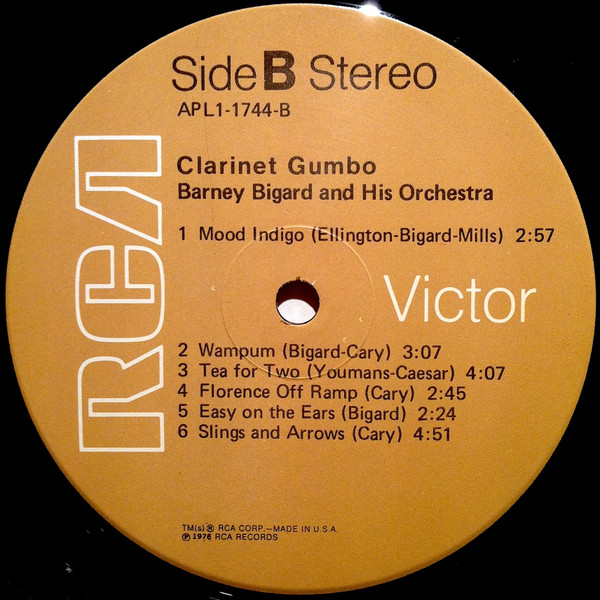 Side B Stereo
APL1-1744-B
RCA
Clarinet Gumbo
Barney Bigard and His Orchestra
1 Mood Indigo (Ellington-Bigard-Mills) 2:57
Victor
2 Wampum (Bigard-Cary) 3:07
3 Tea for Two (Youmans-Caesar) 4:07
4 Florence Off Ramp (Cary) 2:45
5 Easy on the Ears (Bigard) 2:24
6 Slings and Arrows (Cary) 4:51
TM(s) ® RCA CORP.—MADE IN U.S.A.
℗ 1976 RCA RECORDS